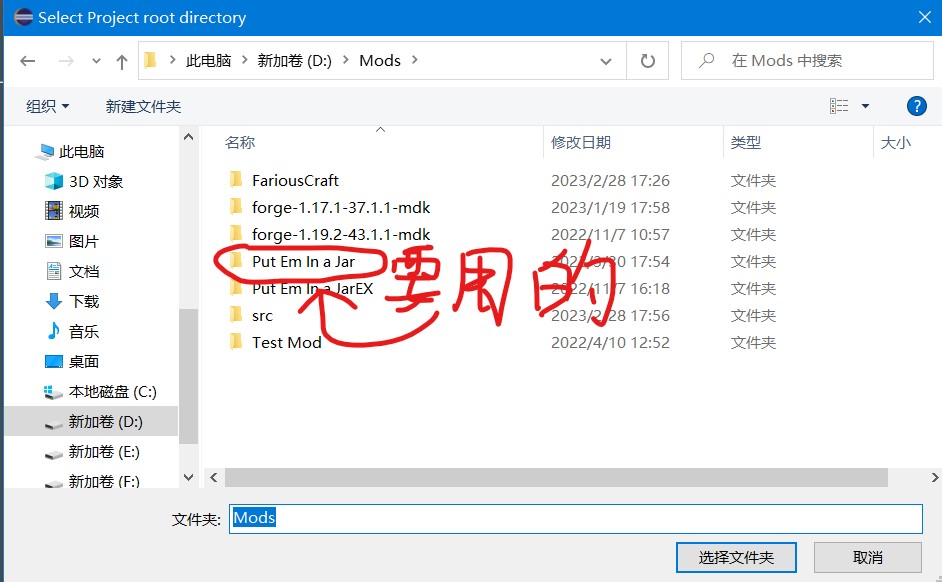 Select Project root directory
此电脑 新加卷 (D:) Mods
在 Mods 中搜索
组织 新建文件夹
?
此电脑
3D 对象
视频
图片
文档
下载
音乐
桌面
本地磁盘 (C:)
新加卷 (D:)
新加卷 (E:)
新加卷 (F:)
名称 修改日期 类型 大小
FariousCraft 2023/2/28 17:26 文件夹
forge-1.17.1-37.1.1-mdk 2023/1/19 17:58 文件夹
forge-1.19.2-43.1.1-mdk 2022/11/7 10:57 文件夹
Put Em In a Jar 2022/3/30 17:54 文件夹
要用的
Put Em In a JarEX 2022/11/7 16:18 文件夹
src 2023/2/28 17:56 文件夹
Test Mod 2022/4/10 12:52 文件夹
文件夹: Mods
选择文件夹 取消